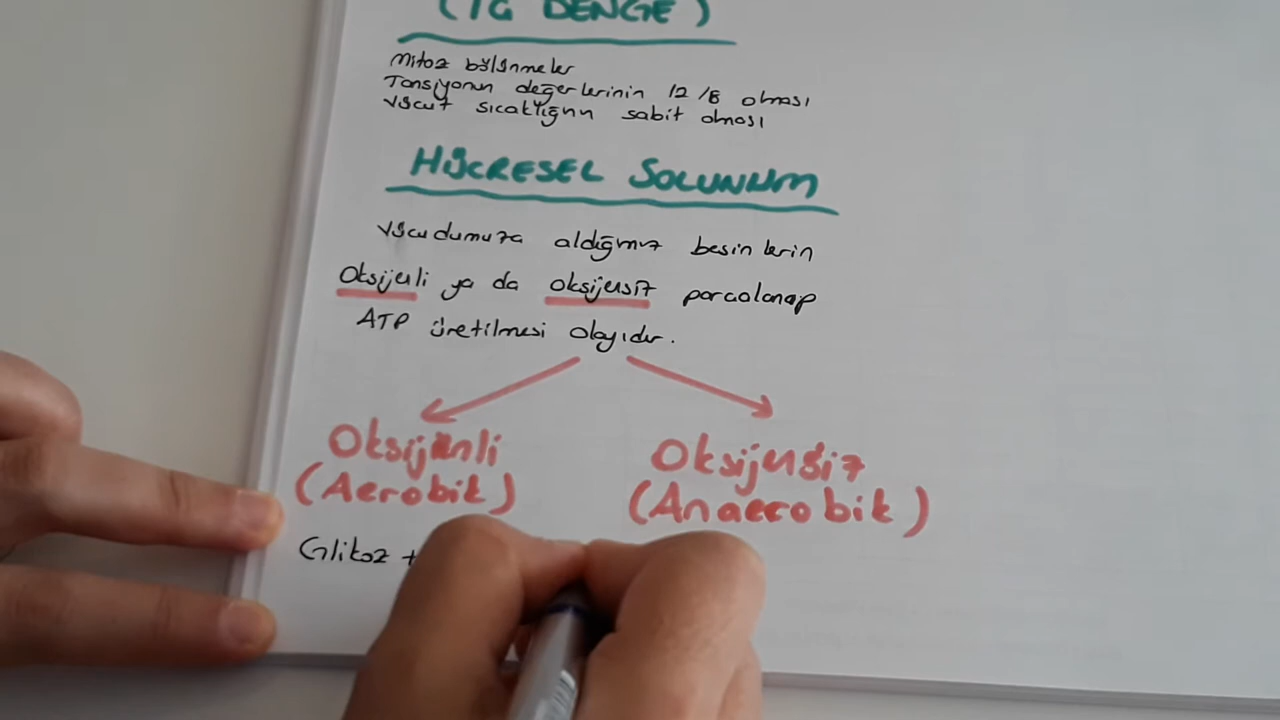 (İÇ DENGE)
Mitoz bölünmeler
Tansiyonun değerlerinin 12/8 olması
vücut sıcaklığının sabit olması
HÜCRESEL SOLUNUM
Vücudumuza aldığımız besinlerin
Oksijenli ya da oksijensiz parçalanıp
ATP üretilmesi olayıdır.
Oksijenli Oksijensiz
(Aerobik) (Anaerobik)
Glikoz +